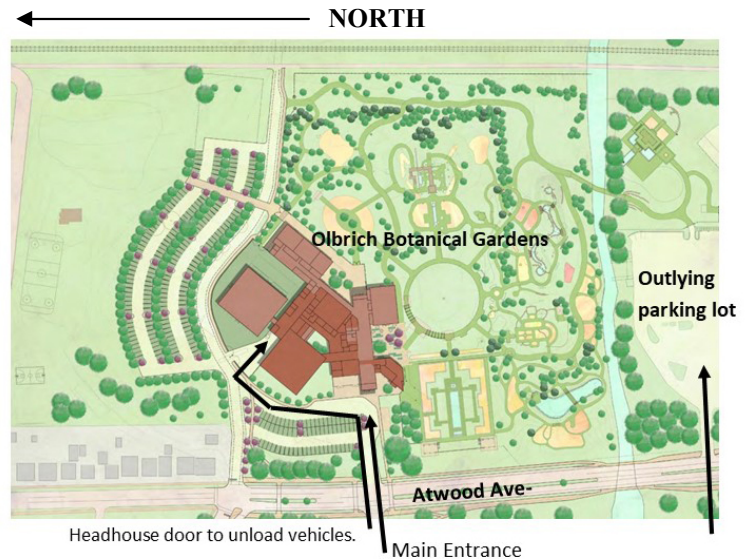 NORTH
Olbrich Botanical Gardens
Outlying
parking lot
Atwood Ave-
Headhouse door to unload vehicles.
Main Entrance